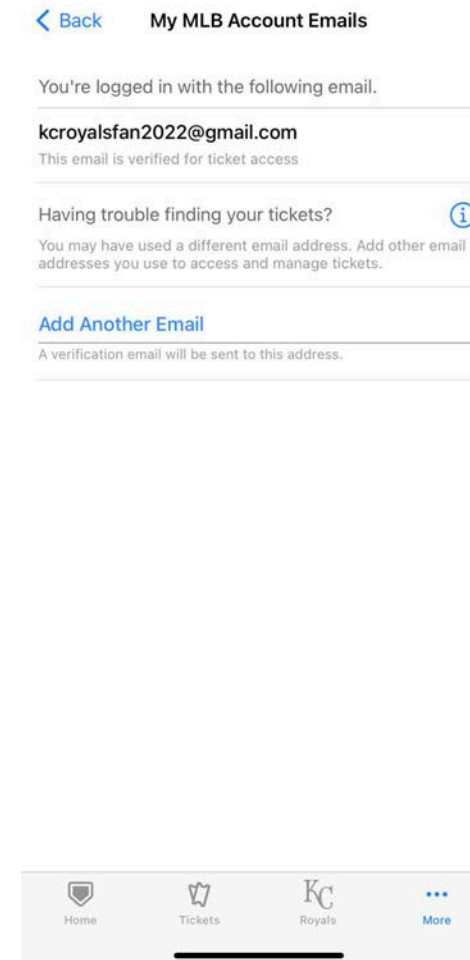 Back My MLB Account Emails
You're logged in with the following email.
kcroyalsfan2022@gmail.com
This email is verified for ticket access
Having trouble finding your tickets?
You may have used a different email address. Add other email
addresses you use to access and manage tickets.
Add Another Email
A verification email will be sent to this address.
KC
Home Tickets Royals More